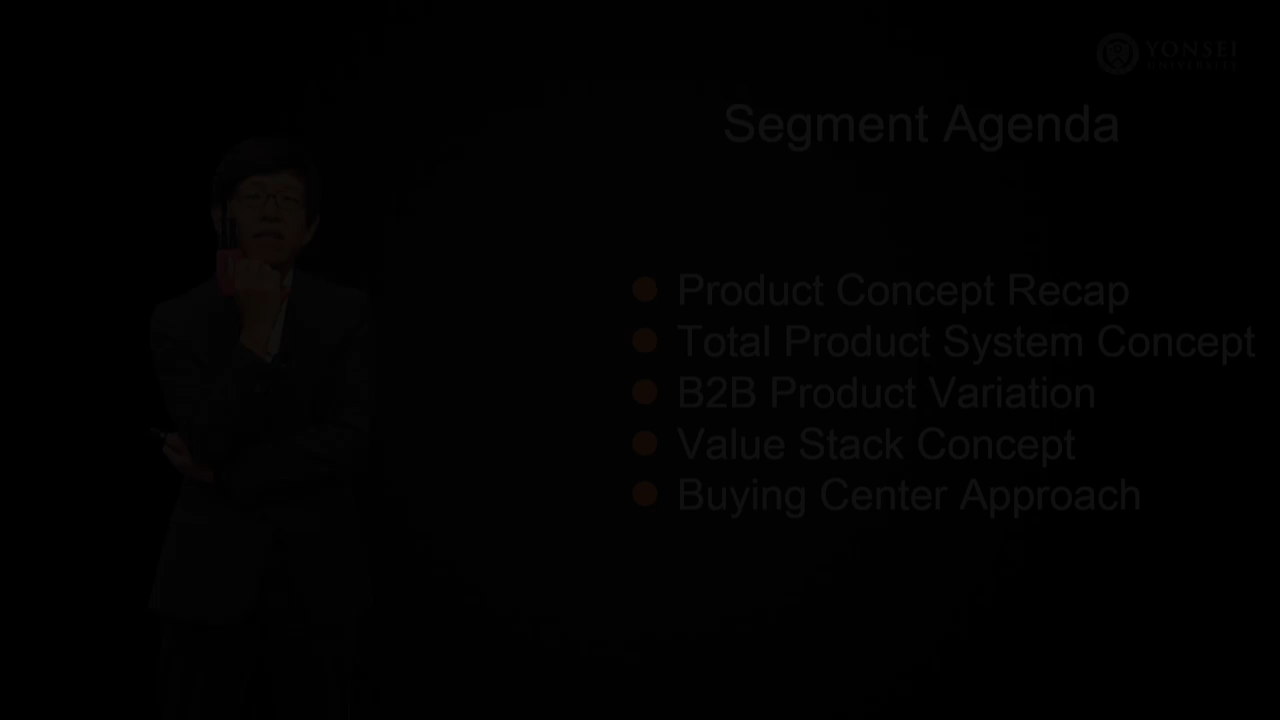 YONSEI
UNIVERSITY
Segment Agenda
Product Concept Recap
Total Product System Concept
B2B Product Variation
Value Stack Concept
Buying Center Approach